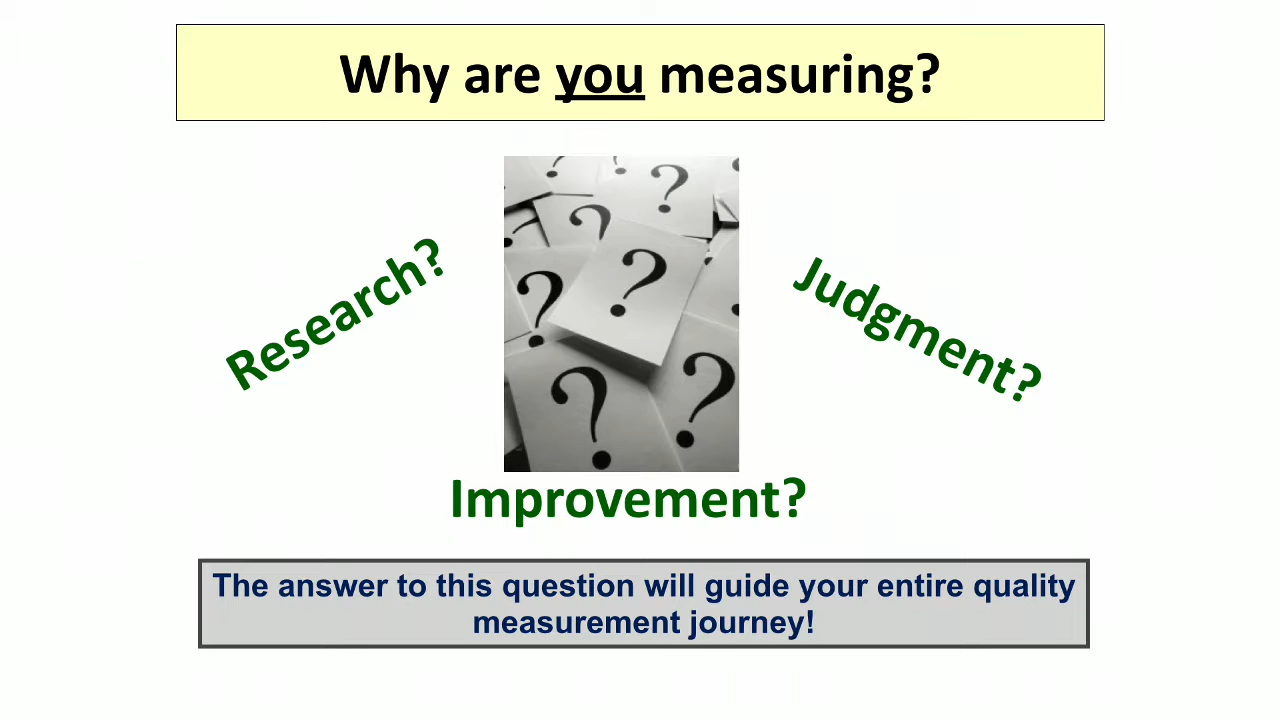 Why are you measuring?
Research?
Judgment?
Improvement?
The answer to this question will guide your entire quality
measurement journey!